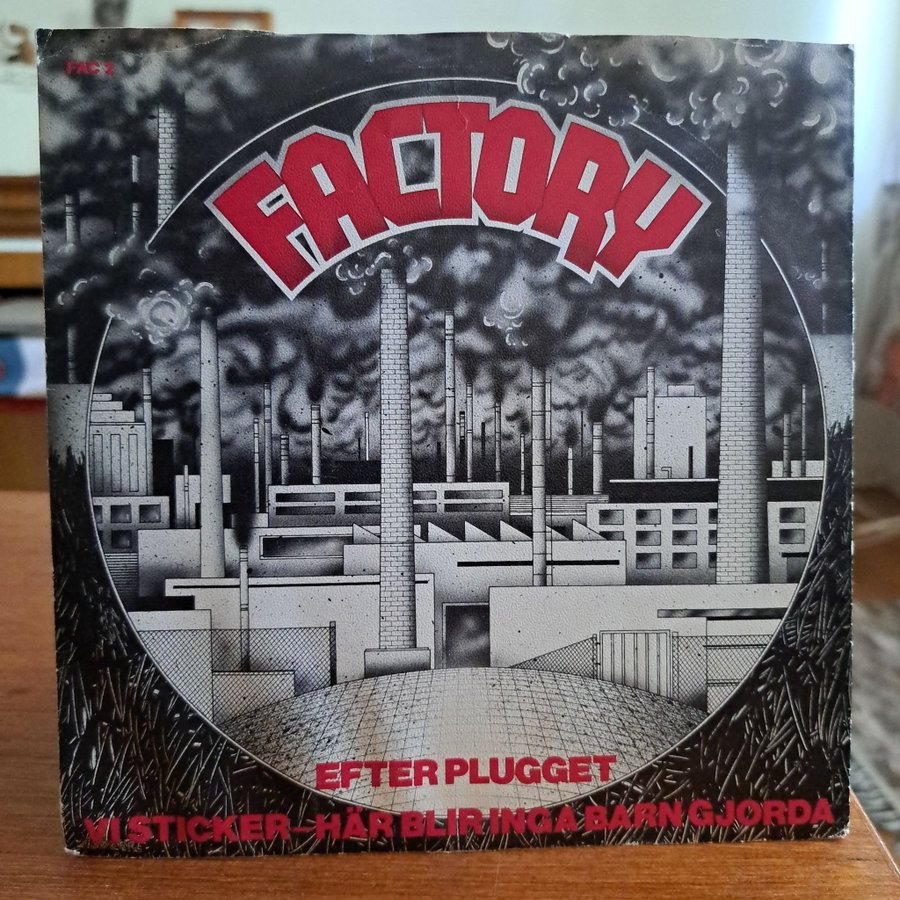 FAC 2
FACTORY
EFTER PLUGGET
VI STICKER-HÄR BLIR INGA BARN GJORDA